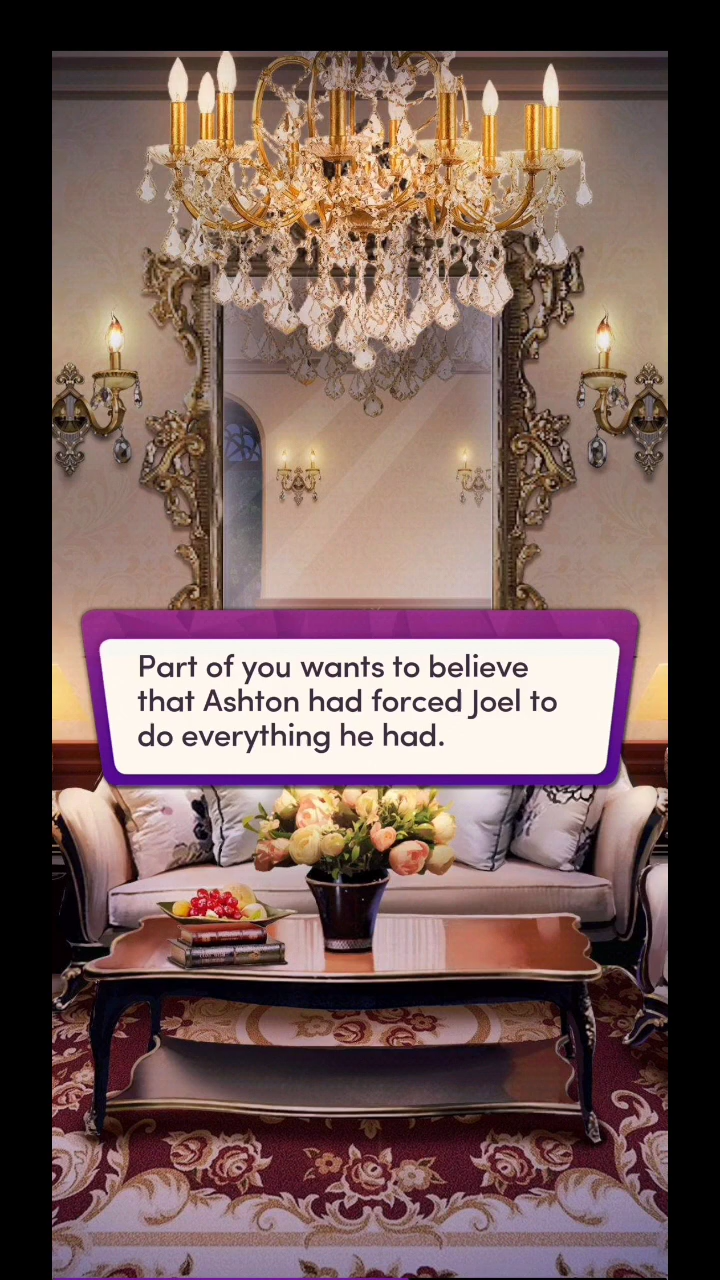 Part of you wants to believe
that Ashton had forced Joel to
do everything he had.